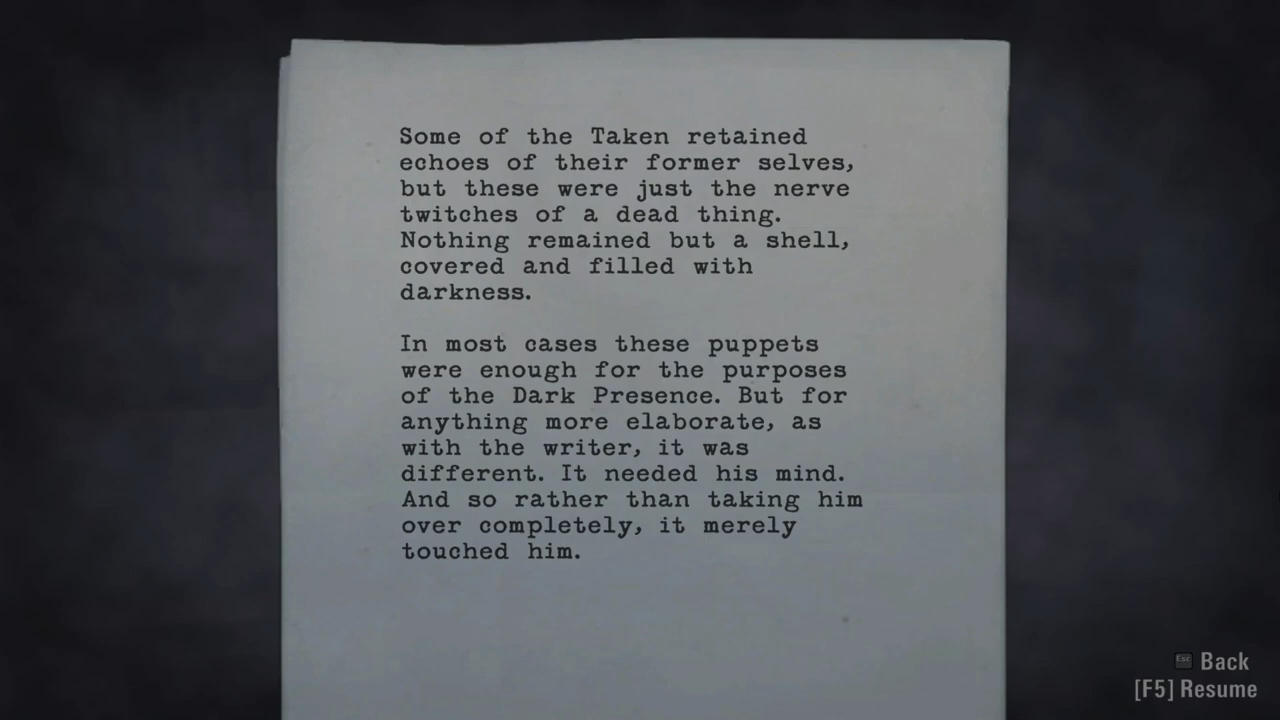 Some of the Taken retained
echoes of their former selves,
but these were just the nerve
twitches of a dead thing.
Nothing remained but a shell,
covered and filled with
darkness.
In most cases these puppets
were enough for the purposes
of the Dark Presence. But for
anything more elaborate, as
with the writer, it was
different. It needed his mind.
And so rather than taking him
over completely, it merely
touched him.
Esc Back
[F5] Resume